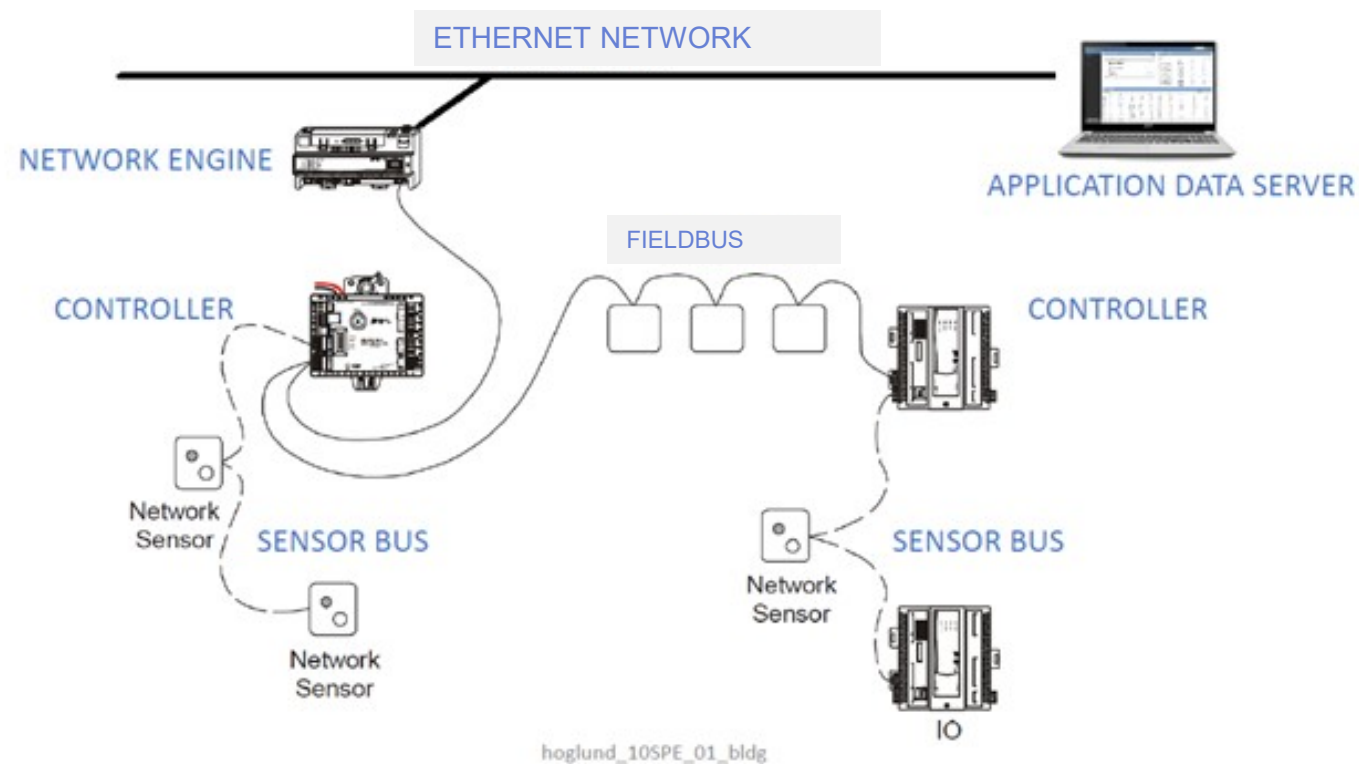 ETHERNET NETWORK
NETWORK ENGINE
APPLICATION DATA SERVER
FIELDBUS
CONTROLLER
CONTROLLER
Network
Sensor
SENSOR BUS
Network
Sensor
SENSOR BUS
Network
Sensor
IO
hoglund_10SPE_01_bldg